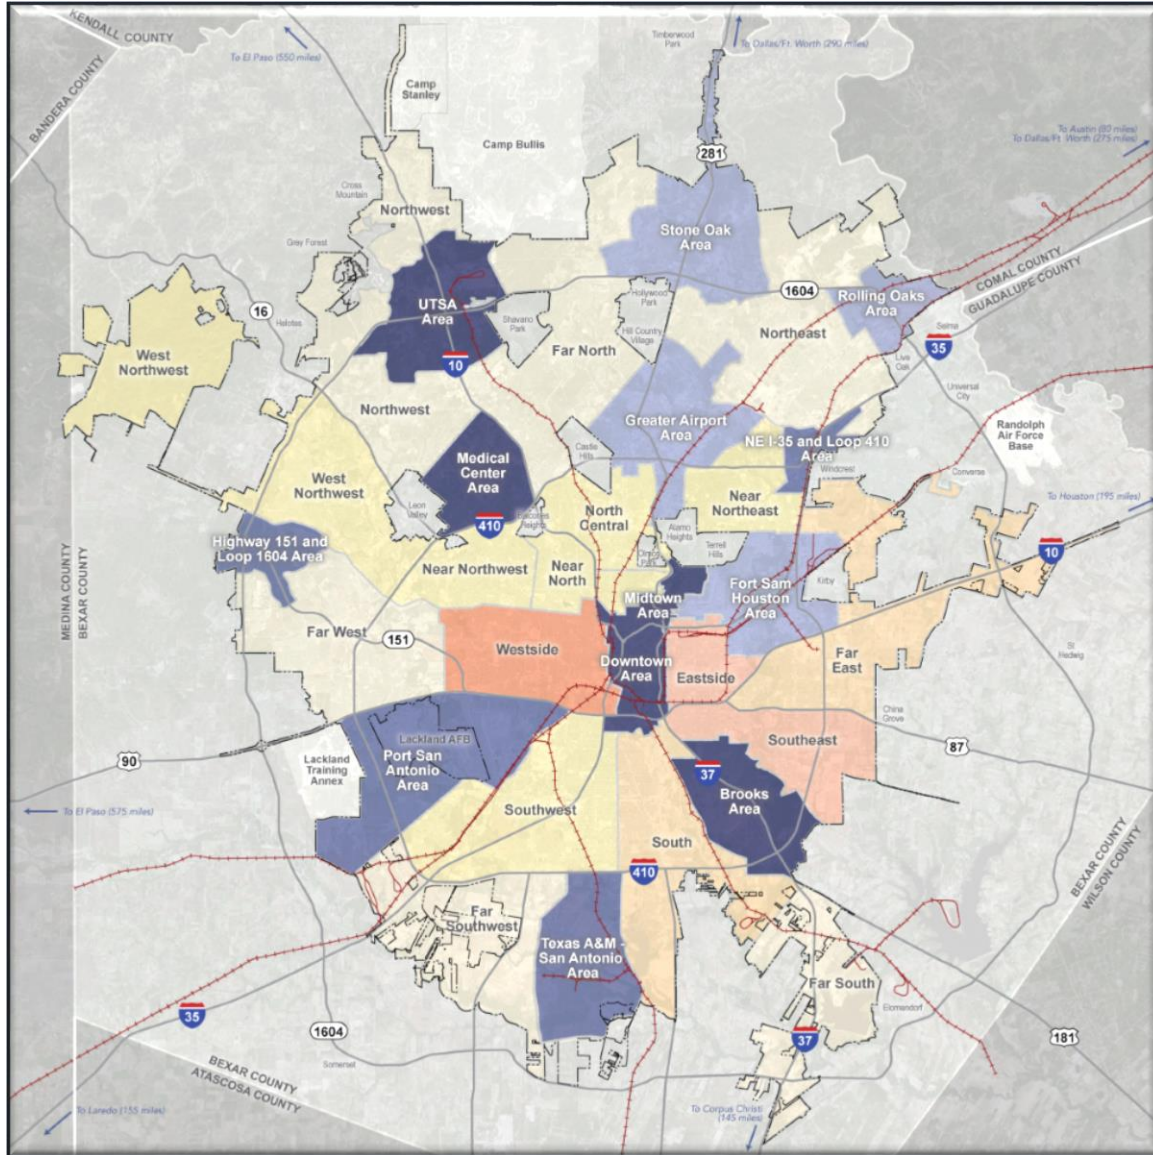 KENDALL COUNTY
BANDERA COUNTY
To El Paso (550 miles)
Timberwood
Park
To Dallas/Ft. Worth (290 miles)
To Austin (80 miles)
To Dallas/Ft. Worth (275 miles)
Camp
Stanley
Camp Bullis
281
Cross
Mountain
Northwest
Grey Forest
Stone Oak
Area
COMAL COUNTY
GUADALUPE COUNTY
UTSA
Area
16
Helotes
Shavano
Park
Hollywood
Park
Hill Country
Village
1604
Rolling Oaks
Area
Northeast
Selma
35
Live
Oak
Universal
City
West
Northwest
Far North
10
Northwest
Greater Airport
Area
NE I-35 and Loop 410
Area
Randolph
Air Force
Base
Castle
Hills
Medical
Center
Area
Windcrest
Converse
West
Northwest
Leon
Valley
410
Balcones
Heights
North
Central
Near
Northeast
To Houston (195 miles)
10
Highway 151 and
Loop 1604 Area
Alamo
Heights
Terrell
Hills
Olmos
Park
Near Northwest
Near
North
Fort Sam
Houston
Area
Kirby
Midtown
Area
MEDINA COUNTY
BEXAR COUNTY
Far West
151
Westside
Downtown
Area
Eastside
Far
East
St
Hedwig
China
Grove
Southeast
87
90
Lackland AFB
Lackland
Training
Annex
Port San
Antonio
Area
37
Brooks
Area
To El Paso (575 miles)
Southwest
South
410
BEXAR COUNTY
WILSON COUNTY
Far
Southwest
Texas A&M -
San Antonio
Area
Far South
Elmendorf
35
1604
37
181
Somerset
BEXAR COUNTY
ATASCOSA COUNTY
To Laredo (155 miles)
To Corpus Christi
(145 miles)